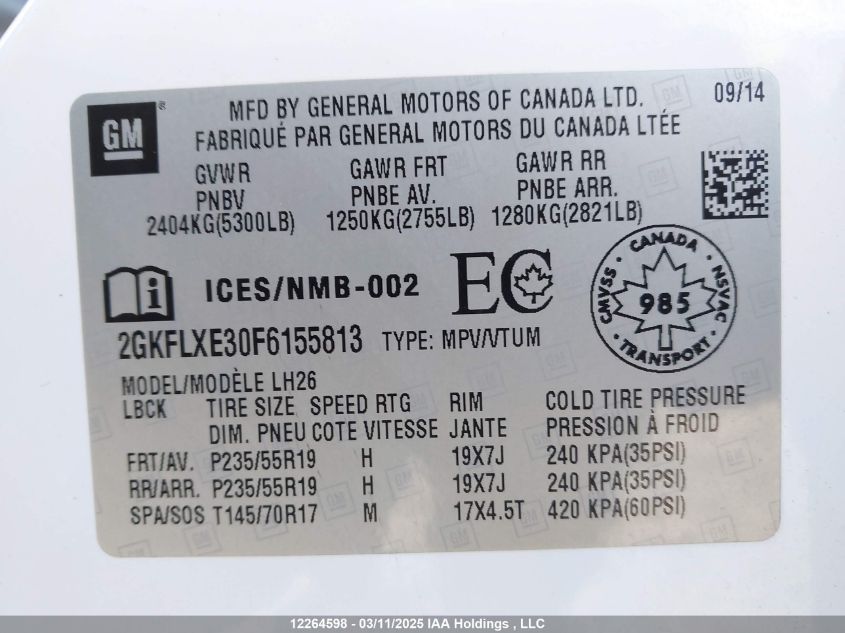 GM®
MFD BY GENERAL MOTORS OF CANADA LTD. 09/14
FABRIQUÉ PAR GENERAL MOTORS DU CANADA LTÉE
GVWR GAWR FRT GAWR RR
PNBV PNBE AV. PNBE ARR.
2404KG(5300LB) 1250KG(2755LB) 1280KG(2821LB)
ICES/NMB-002 EC
CANADA
CMVSS 985 NSVAC
TRANSPORT
2GKFLXE30F6155813 TYPE: MPV/VTUM
MODEL/MODÈLE LH26
LBCK TIRE SIZE SPEED RTG RIM COLD TIRE PRESSURE
DIM. PNEU COTE VITESSE JANTE PRESSION À FROID
FRT/AV. P235/55R19 H 19X7J 240 KPA(35PSI)
RR/ARR. P235/55R19 H 19X7J 240 KPA(35PSI)
SPA/SOS T145/70R17 M 17X4.5T 420 KPA(60PSI)
12264598 - 03/11/2025 IAA Holdings , LLC